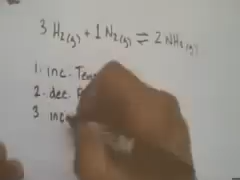 3 H₂(g) + 1 N₂(g) ⇌ 2 NH₃(g)
1. inc. Tem
2. dec. P
3 inc